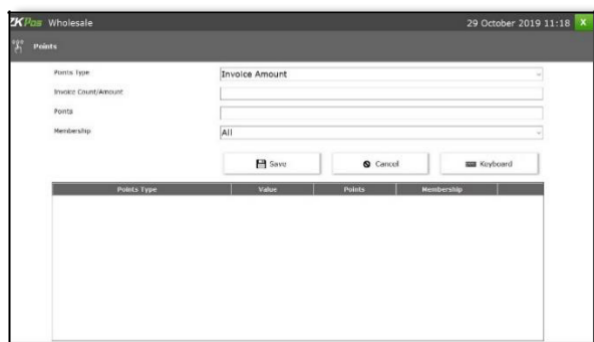 ZKPos Wholesale 29 October 2019 11:18 X
Points
Points Type Invoice Amount
Invoice Count/Amount
Points
Membership All
Save Cancel Keyboard
Points Type Value Points Membership